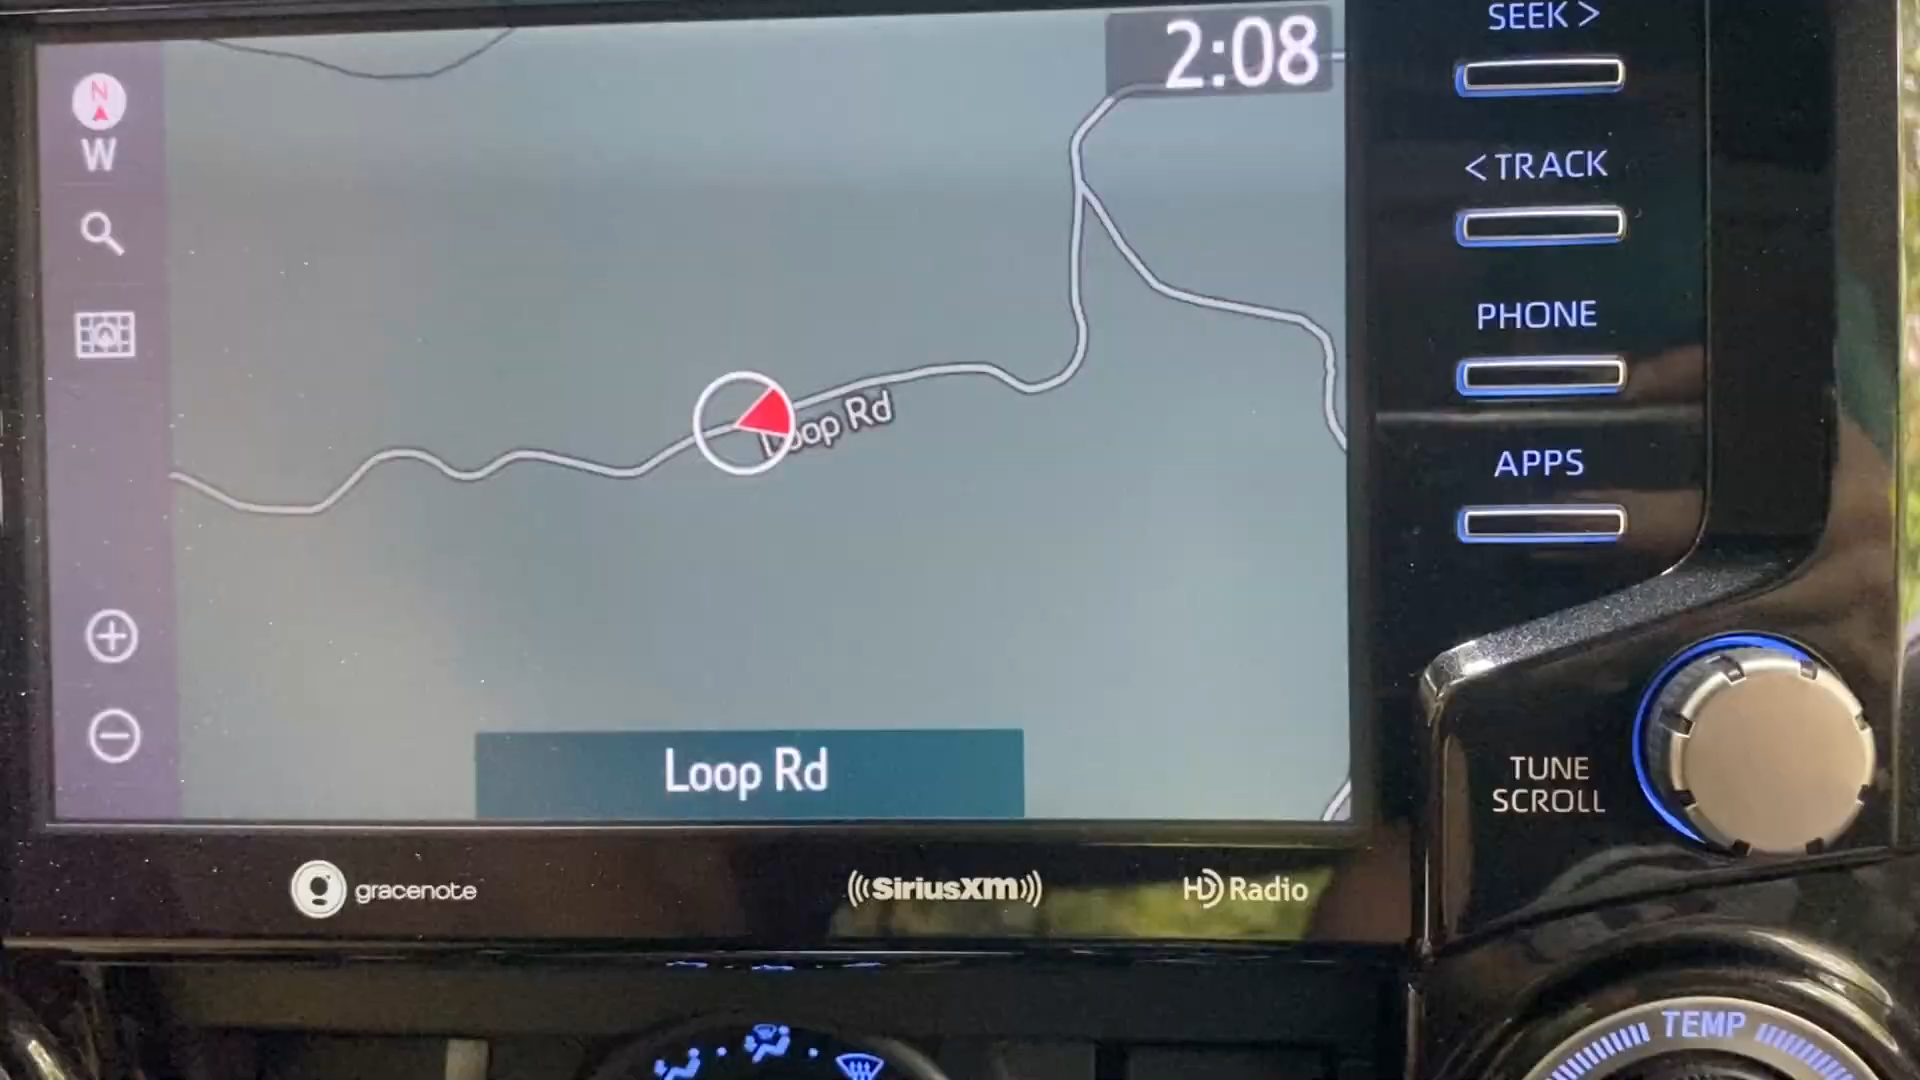 SEEK >
2:08
N
W
< TRACK
PHONE
Loop Rd
APPS
Loop Rd
TUNE
SCROLL
gracenote
((SiriusXM))
HD Radio
TEMP